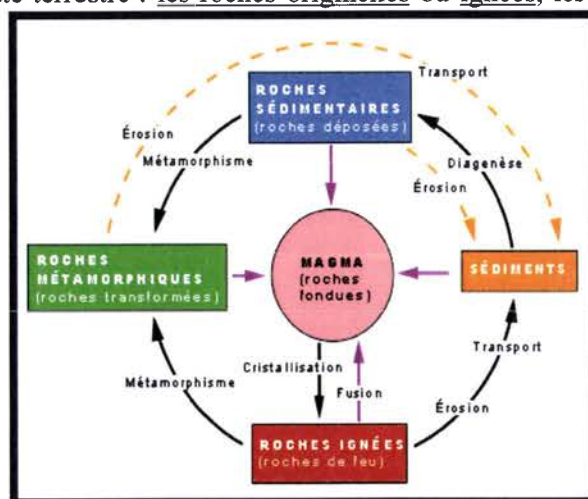 terrestre : les roches originelles ou ignées, les
Transport
ROCHES
SÉDIMENTAIRES
(roches déposées)
Érosion
Métamorphisme
Diagenèse
Érosion
ROCHES
MÉTAMORPHIQUES
(roches transformées)
MAGMA
(roches
fondues)
SÉDIMENTS
Cristallisation
Transport
Métamorphisme
Fusion
Érosion
ROCHES IGNÉES
(roches de feu)